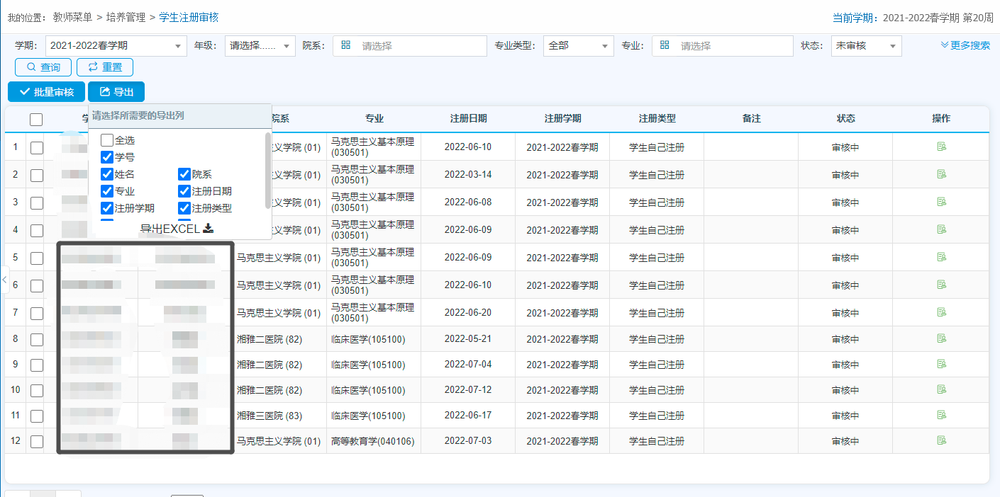 我的位置： 教师菜单 > 培养管理 > 学生注册审核
当前学期：2021-2022春学期 第20周
学期： 2021-2022春学期 年级： 请选择...... 院系： 请选择 专业类型： 全部 专业： 请选择 状态： 未审核 更多搜索
查询 重置
批量审核 导出
学 院系 专业 注册日期 注册学期 注册类型 备注 状态 操作
请选择所需要的导出列
全选
学号
姓名 院系
专业 注册日期
注册学期 注册类型
导出EXCEL
1 主义学院 (01) 马克思主义基本原理(030501) 2022-06-10 2021-2022春学期 学生自己注册 审核中
2 主义学院 (01) 马克思主义基本原理(030501) 2022-03-14 2021-2022春学期 学生自己注册 审核中
3 主义学院 (01) 马克思主义基本原理(030501) 2022-06-08 2021-2022春学期 学生自己注册 审核中
4 主义学院 (01) 马克思主义基本原理(030501) 2022-06-09 2021-2022春学期 学生自己注册 审核中
5 马克思主义学院 (01) 马克思主义基本原理(030501) 2022-06-09 2021-2022春学期 学生自己注册 审核中
6 马克思主义学院 (01) 马克思主义基本原理(030501) 2022-06-10 2021-2022春学期 学生自己注册 审核中
7 马克思主义学院 (01) 马克思主义基本原理(030501) 2022-06-20 2021-2022春学期 学生自己注册 审核中
8 湘雅二医院 (82) 临床医学(105100) 2022-05-21 2021-2022春学期 学生自己注册 审核中
9 湘雅二医院 (82) 临床医学(105100) 2022-07-04 2021-2022春学期 学生自己注册 审核中
10 湘雅二医院 (82) 临床医学(105100) 2022-07-12 2021-2022春学期 学生自己注册 审核中
11 湘雅三医院 (83) 临床医学(105100) 2022-06-17 2021-2022春学期 学生自己注册 审核中
12 马克思主义学院 (01) 高等教育学(040106) 2022-07-03 2021-2022春学期 学生自己注册 审核中